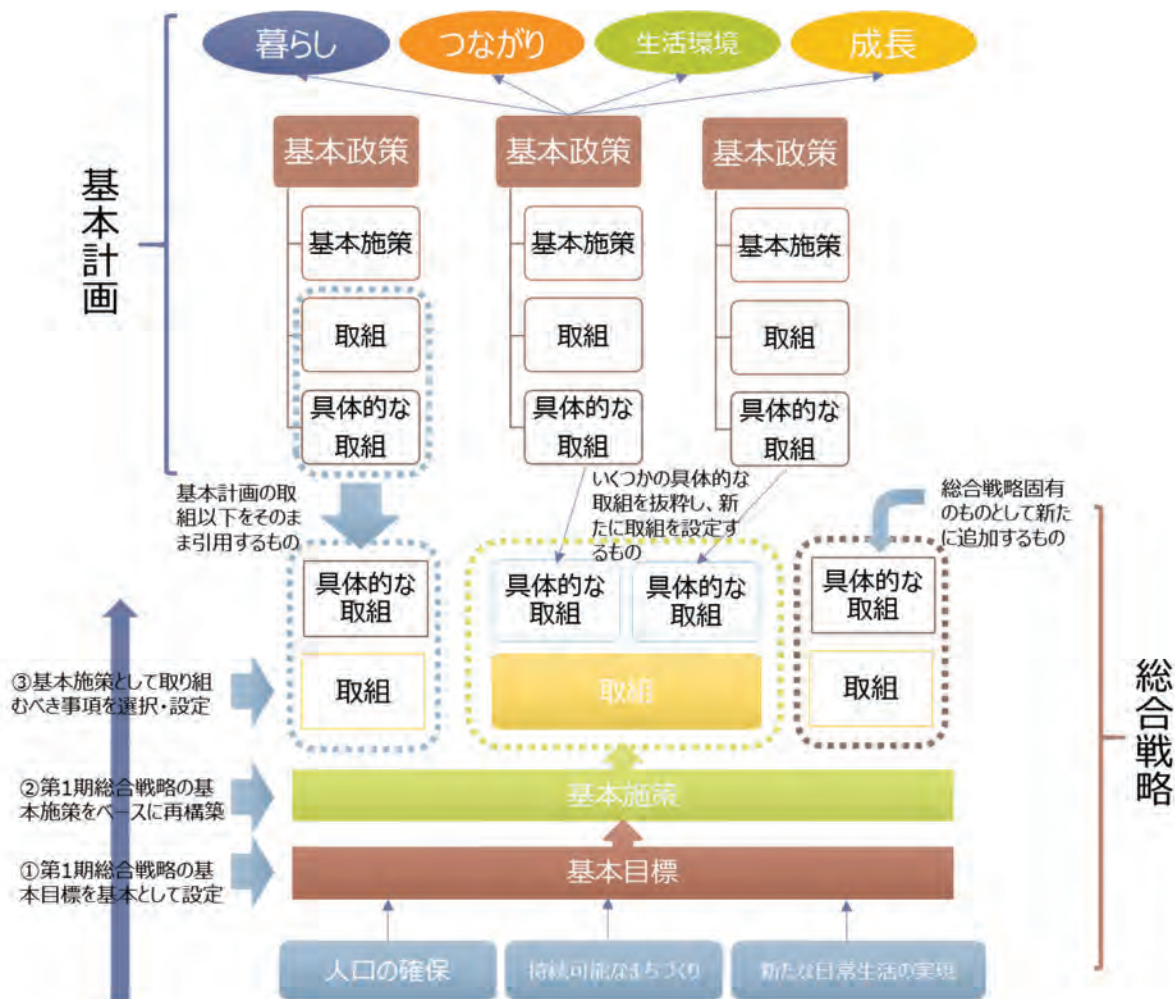 暮らし
つながり
生活環境
成長
基本計画
基本政策
基本政策
基本政策
基本施策
基本施策
基本施策
取組
取組
取組
具体的な
取組
具体的な
取組
具体的な
取組
基本計画の取
組以下をそのま
ま引用するもの
いくつかの具体的な
取組を抜粋し、新
たに取組を設定す
るもの
総合戦略固有
のものとして新た
に追加するもの
具体的な
取組
具体的な
取組
具体的な
取組
具体的な
取組
③基本施策として取り組
むべき事項を選択・設定
取組
取組
取組
総合戦略
②第1期総合戦略の基
本施策をベースに再構築
基本施策
①第1期総合戦略の基
本目標を基本として設定
基本目標
人口の確保
持続可能なまちづくり
新たな日常生活の実現